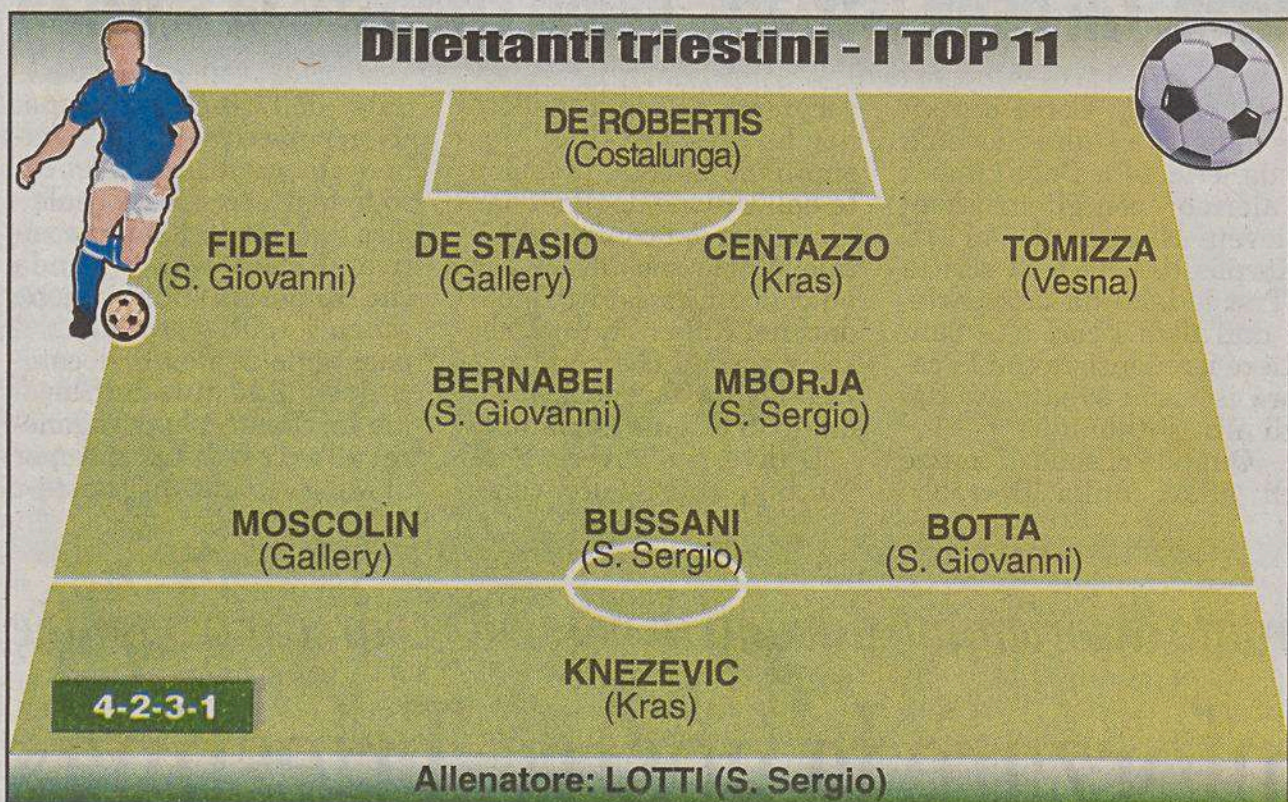 Dilettanti triestini - I TOP 11
DE ROBERTIS
(Costalunga)
FIDEL
(S. Giovanni)
DE STASIO
(Gallery)
CENTAZZO
(Kras)
TOMIZZA
(Vesna)
BERNABEI
(S. Giovanni)
MBORJA
(S. Sergio)
MOSCOLIN
(Gallery)
BUSSANI
(S. Sergio)
BOTTA
(S. Giovanni)
KNEZEVIC
(Kras)
4-2-3-1
Allenatore: LOTTI (S. Sergio)